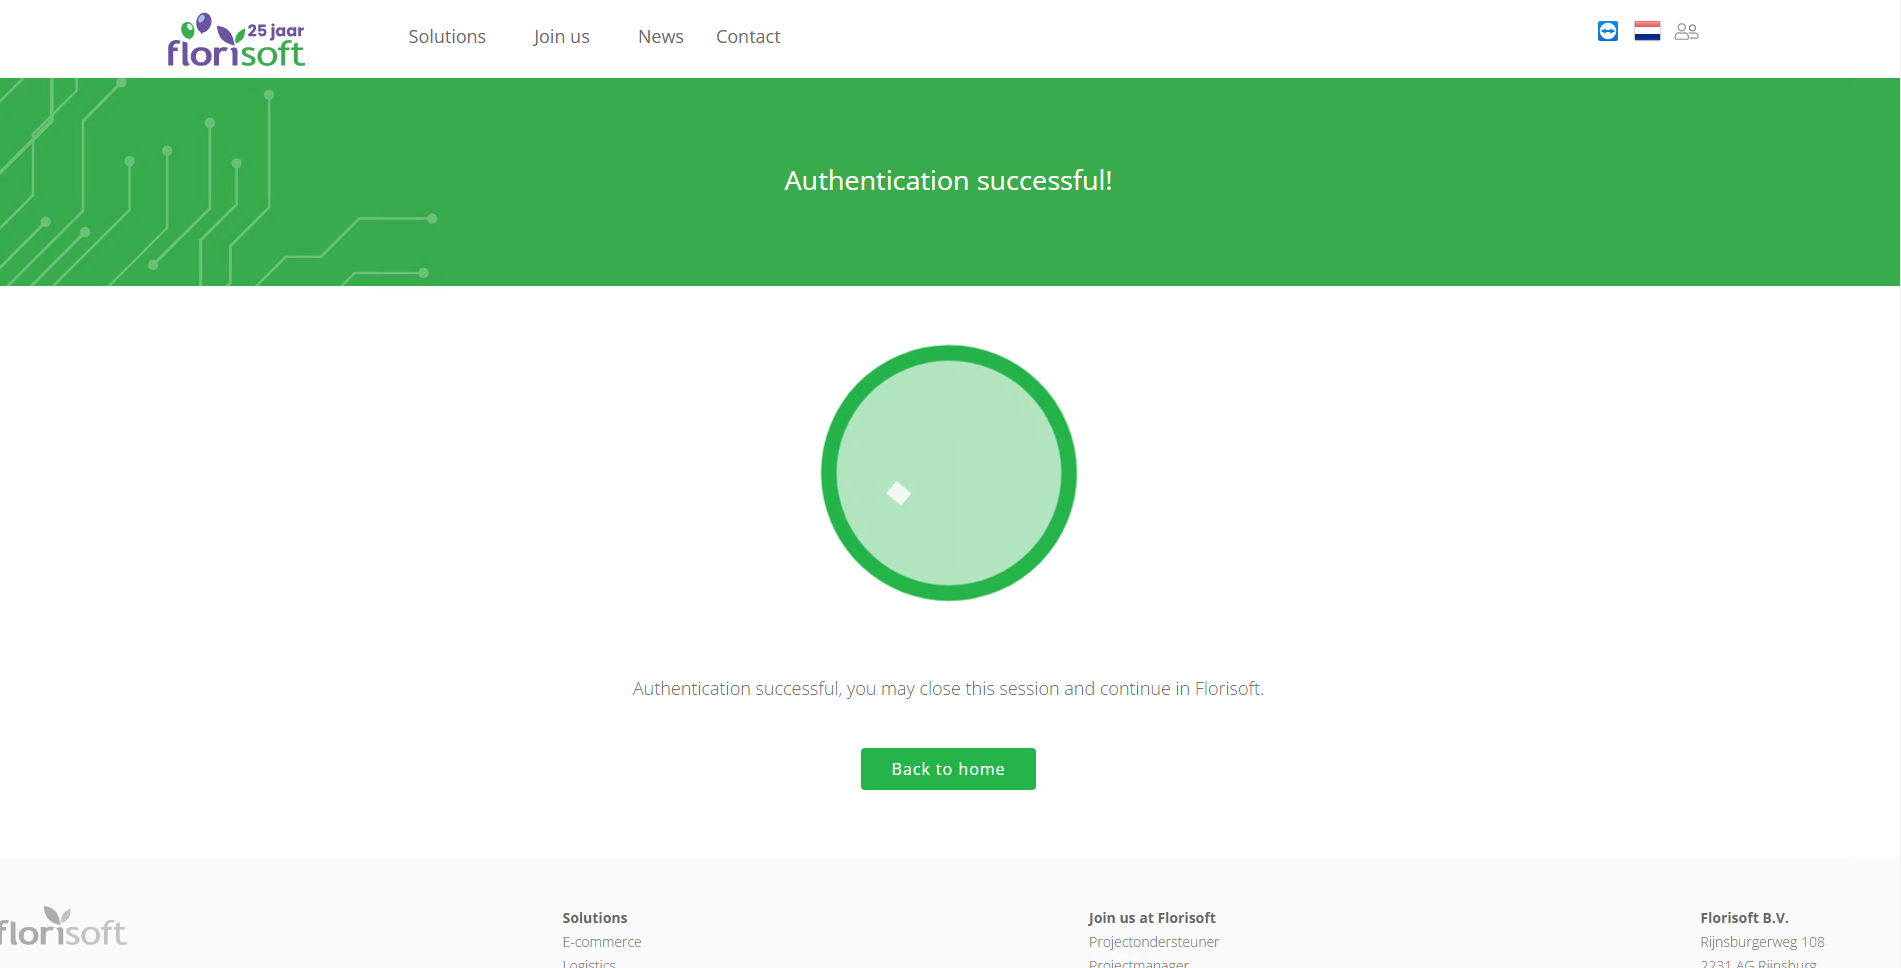 25 jaar
florisoft
Solutions
Join us
News
Contact
Authentication successful!
Authentication successful, you may close this session and continue in Florisoft.
Back to home
florisoft
Solutions
E-commerce
Logistics
Join us at Florisoft
Projectondersteuner
Projectmanager
Florisoft B.V.
Rijnsburgerweg 108
2231 AG Rijnsburg